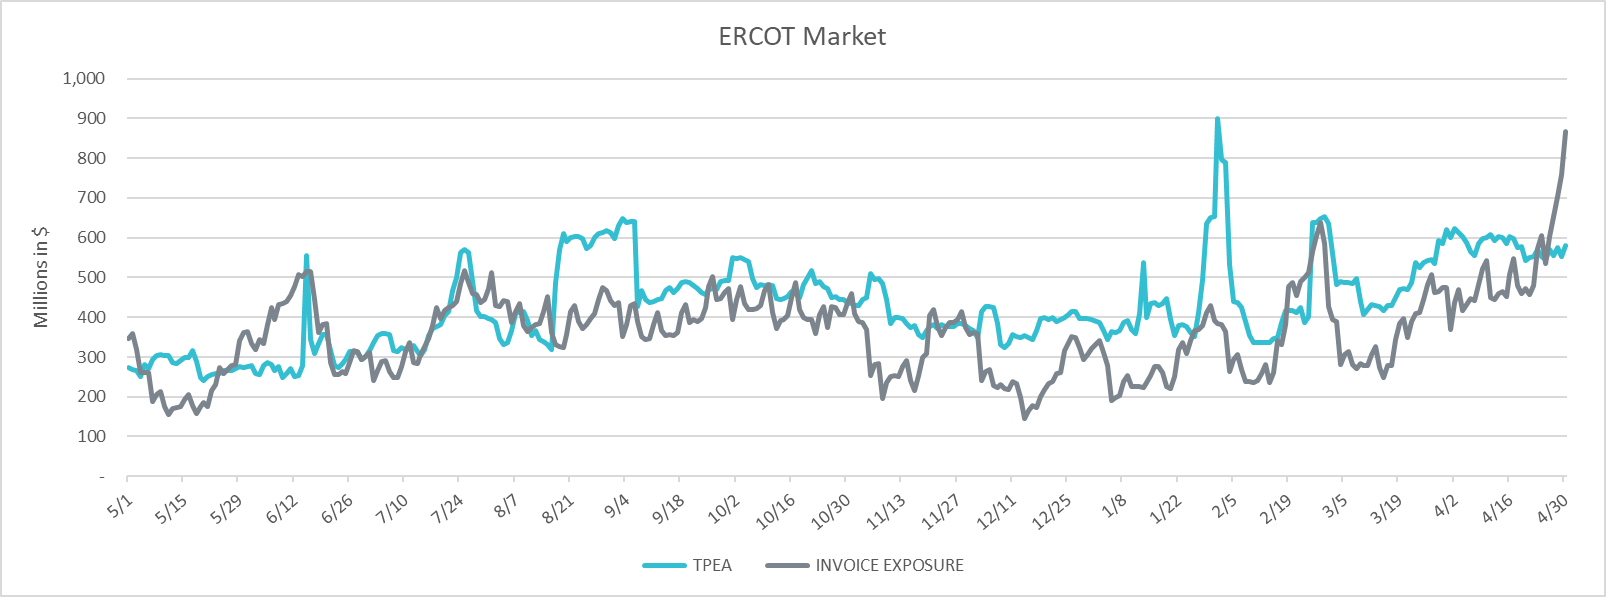 ERCOT Market
Millions in $
1,000
900
800
700
600
500
400
300
200
100
-
5/1 5/15 5/29 6/12 6/26 7/10 7/24 8/7 8/21 9/4 9/18 10/2 10/16 10/30 11/13 11/27 12/11 12/25 1/8 1/22 2/5 2/19 3/5 3/19 4/2 4/16 4/30
TPEA INVOICE EXPOSURE